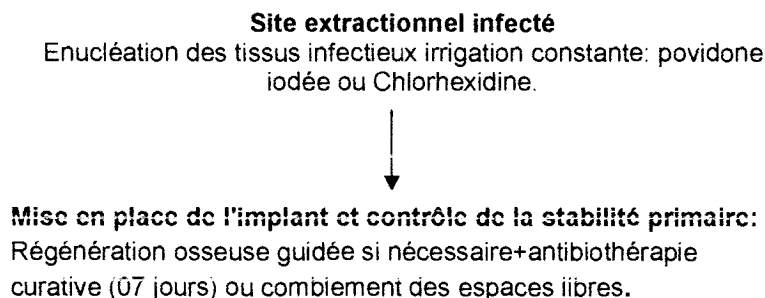 Site extractionnel infecté
Enucléation des tissus infectieux irrigation constante: povidone
iodée ou Chlorhexidine.
Mise en place de l'implant et contrôle de la stabilité primaire:
Régénération osseuse guidée si nécessaire+antibiothérapie
curative (07 jours) ou comblement des espaces libres.